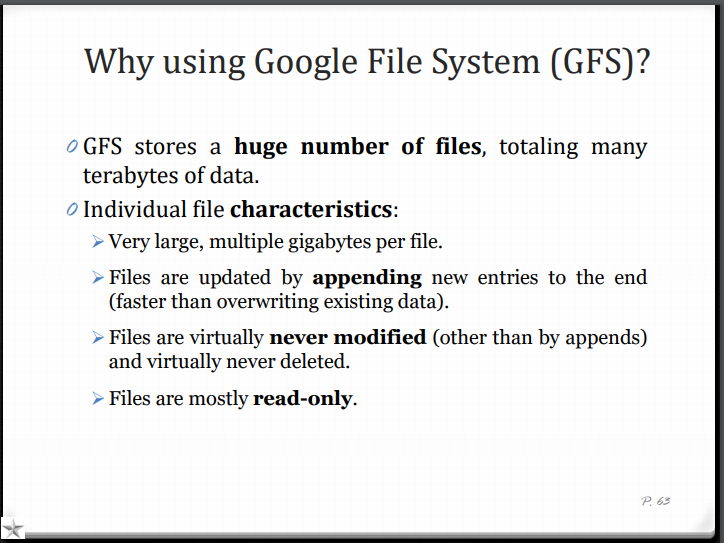 Why using Google File System (GFS)?
GFS stores a huge number of files, totaling many
terabytes of data.
Individual file characteristics:
Very large, multiple gigabytes per file.
Files are updated by appending new entries to the end
(faster than overwriting existing data).
Files are virtually never modified (other than by appends)
and virtually never deleted.
Files are mostly read-only.
P. 63